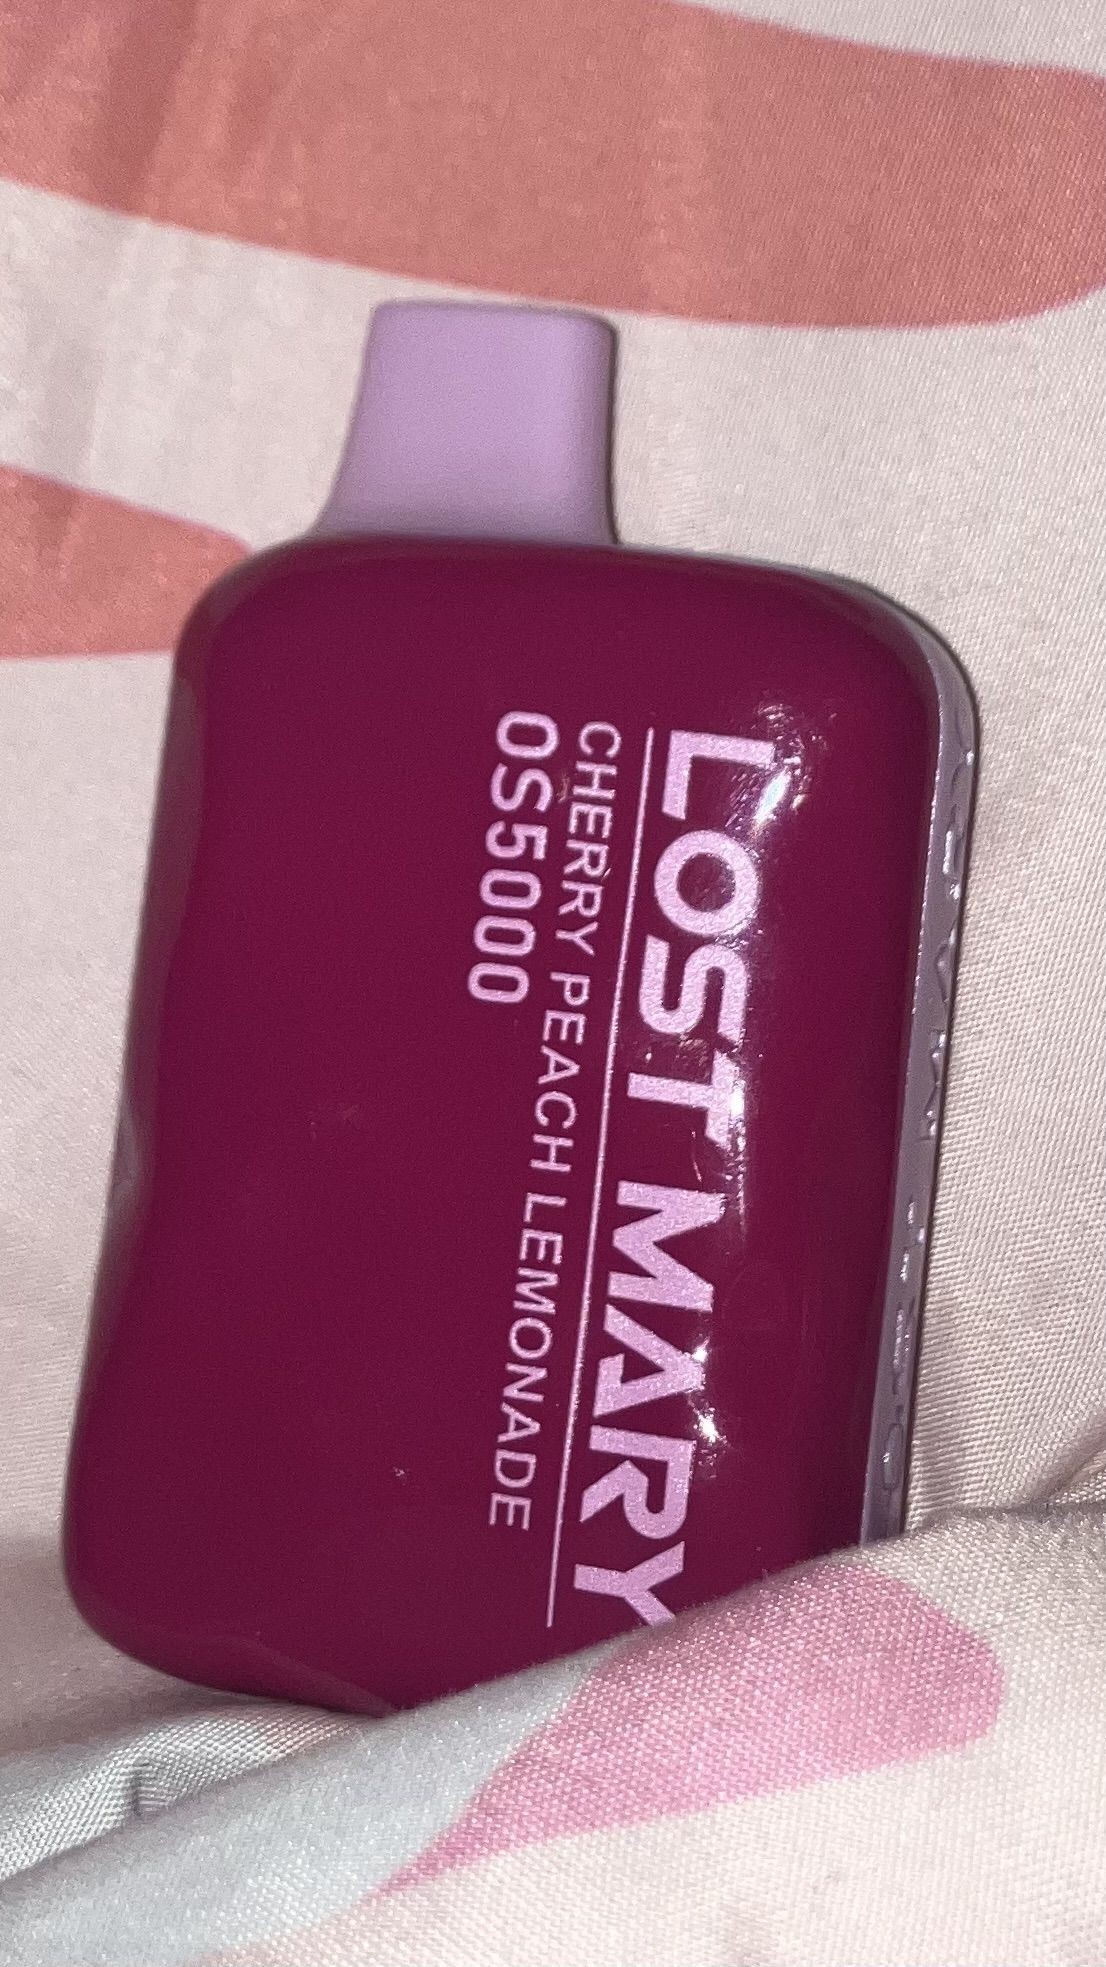 LOST MARY
CHERRY PEACH LEMONADE
OS5000